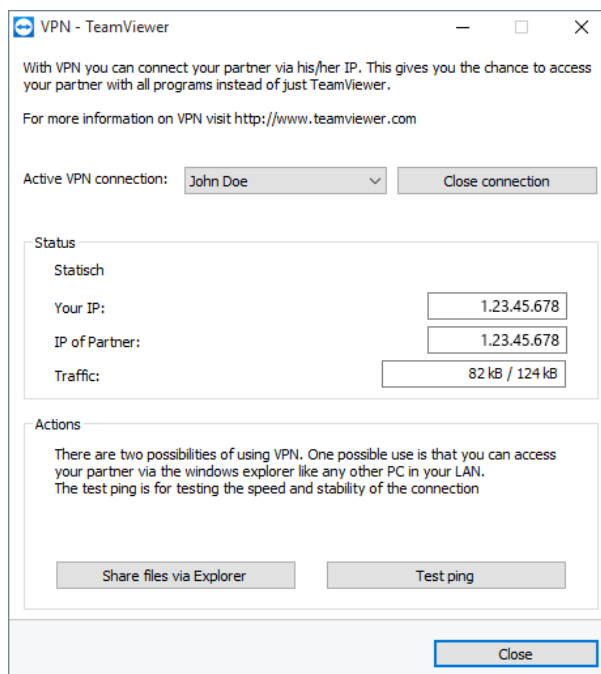 VPN - TeamViewer
With VPN you can connect your partner via his/her IP. This gives you the chance to access
your partner with all programs instead of just TeamViewer.
For more information on VPN visit http://www.teamviewer.com
Active VPN connection: John Doe Close connection
Status
Statisch
Your IP: 1.23.45.678
IP of Partner: 1.23.45.678
Traffic: 82 kB / 124 kB
Actions
There are two possibilities of using VPN. One possible use is that you can access
your partner via the windows explorer like any other PC in your LAN.
The test ping is for testing the speed and stability of the connection
Share files via Explorer Test ping
Close